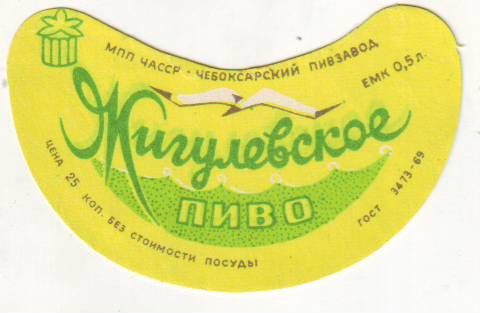 МПП ЧАССР · ЧЕБОКСАРСКИЙ ПИВЗАВОД
ЕМК 0,5 л.
Жигулевское
ПИВО
ЦЕНА 25 КОП. БЕЗ СТОИМОСТИ ПОСУДЫ
ГОСТ 3473-69